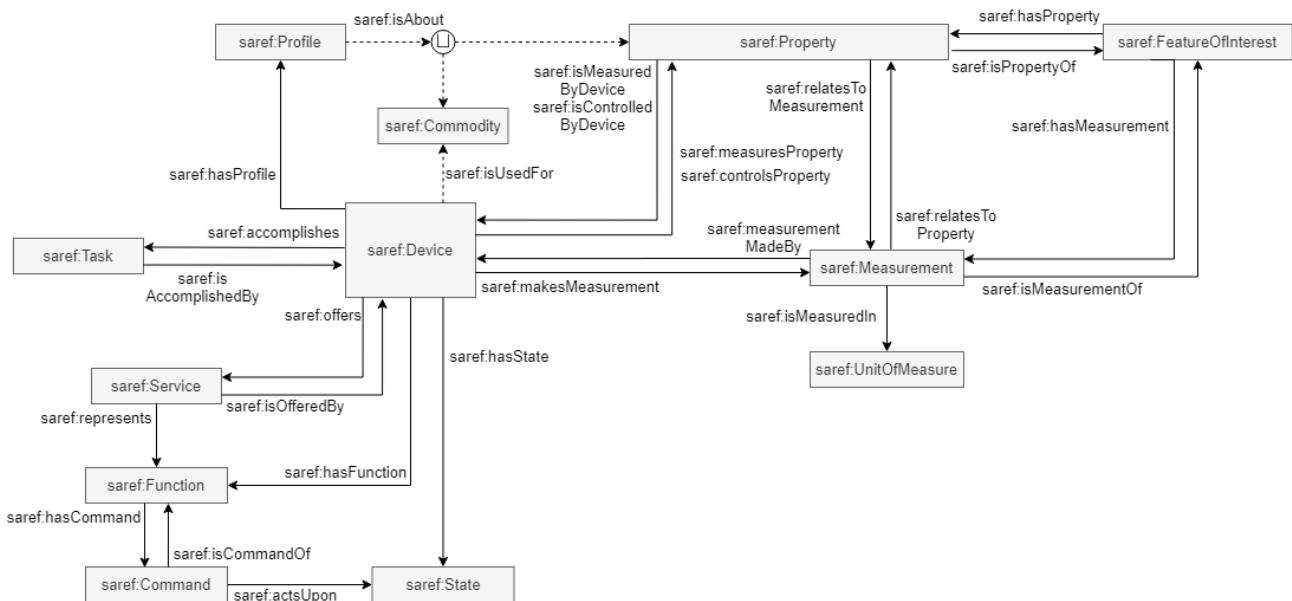 saref:isAbout
saref:Profile
saref:Property
saref:hasProperty
saref:FeatureOfInterest
saref:isPropertyOf
saref:isMeasured
ByDevice
saref:isControlled
ByDevice
saref:relatesTo
Measurement
saref:Commodity
saref:hasMeasurement
saref:measuresProperty
saref:controlsProperty
saref:hasProfile
saref:isUsedFor
saref:accomplishes
saref:Device
saref:measurement
MadeBy
saref:relatesTo
Property
saref:Task
saref:is
AccomplishedBy
saref:Measurement
saref:makesMeasurement
saref:isMeasurementOf
saref:offers
saref:isMeasuredIn
saref:hasState
saref:UnitOfMeasure
saref:Service
saref:isOfferedBy
saref:represents
saref:hasFunction
saref:Function
saref:hasCommand
saref:isCommandOf
saref:Command
saref:actsUpon
saref:State